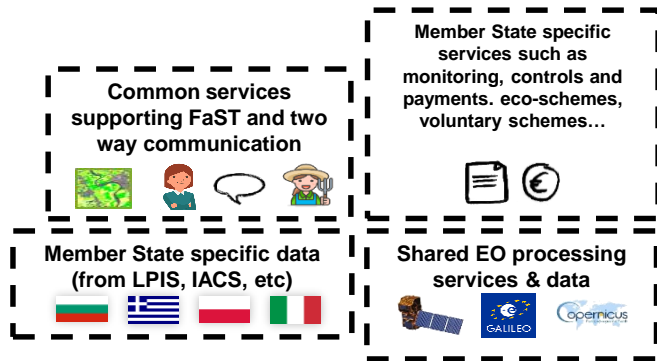 Common services
supporting FaST and two
way communication
Member State specific
services such as
monitoring, controls and
payments. eco-schemes,
voluntary schemes…
€
Member State specific data
(from LPIS, IACS, etc)
Shared EO processing
services & data
GALILEO
opernicus